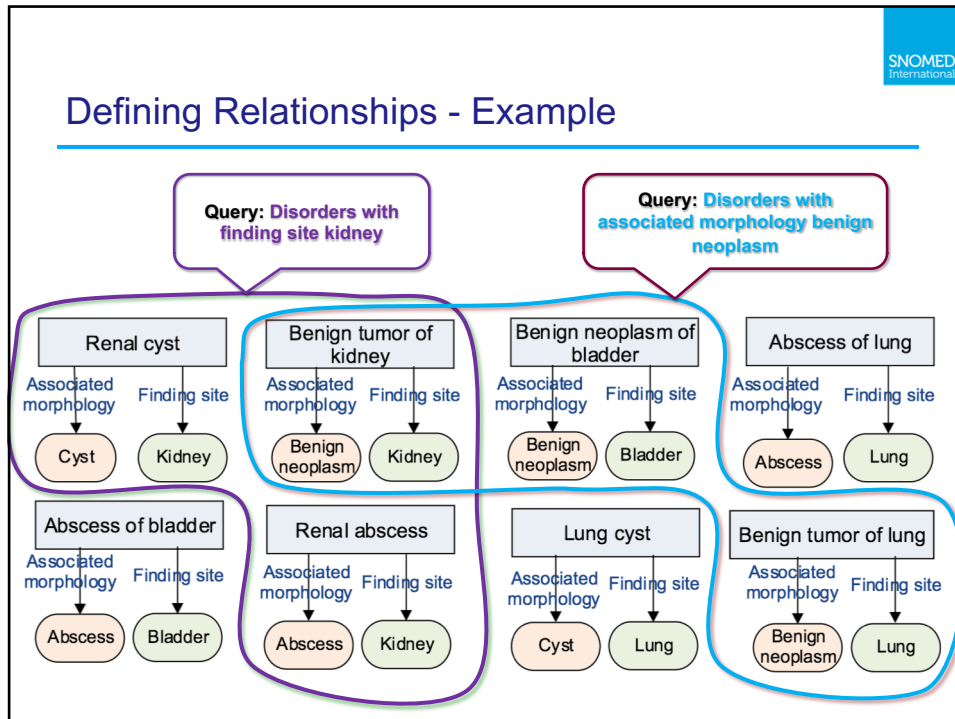 SNOMED
International
Defining Relationships - Example
Query: Disorders with
finding site kidney
Query: Disorders with
associated morphology benign
neoplasm
Renal cyst
Associated
morphology
Finding site
Cyst
Kidney
Benign tumor of
kidney
Associated
morphology
Finding site
Benign
neoplasm
Kidney
Benign neoplasm of
bladder
Associated
morphology
Finding site
Benign
neoplasm
Bladder
Abscess of lung
Associated
morphology
Finding site
Abscess
Lung
Abscess of bladder
Associated
morphology
Finding site
Abscess
Bladder
Renal abscess
Associated
morphology
Finding site
Abscess
Kidney
Lung cyst
Associated
morphology
Finding site
Cyst
Lung
Benign tumor of lung
Associated
morphology
Finding site
Benign
neoplasm
Lung